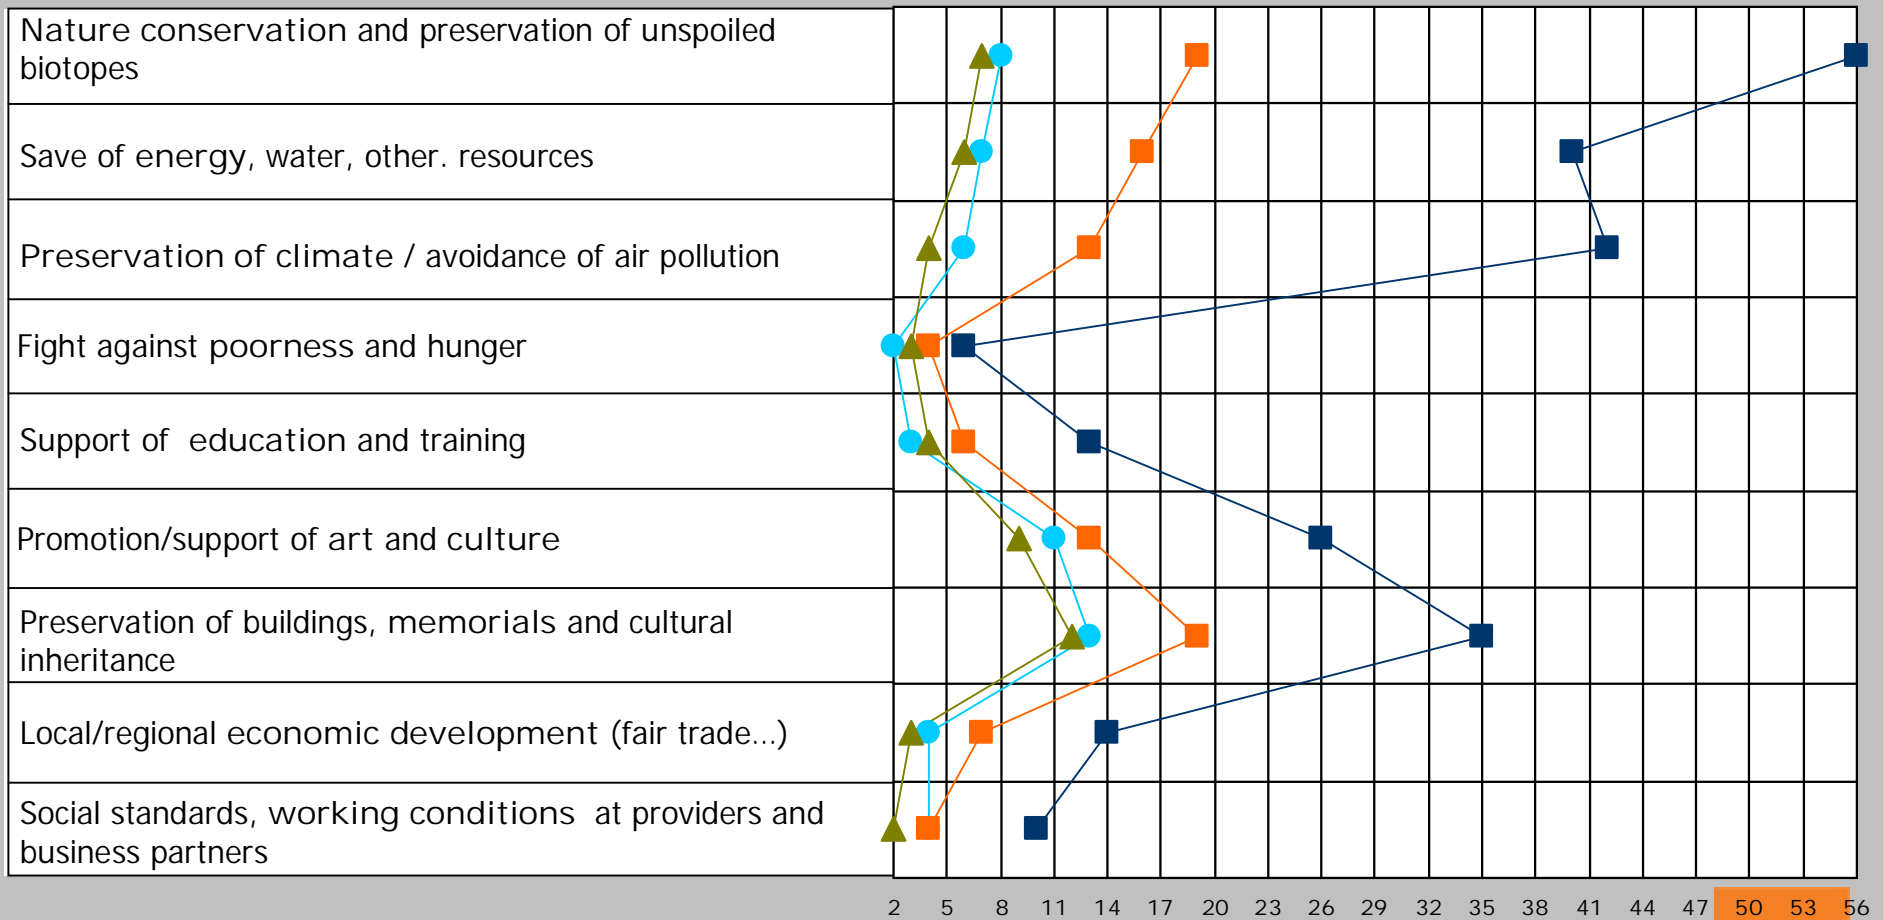 Nature conservation and preservation of unspoiled
biotopes
Save of energy, water, other. resources
Preservation of climate / avoidance of air pollution
Fight against poorness and hunger
Support of education and training
Promotion/support of art and culture
Preservation of buildings, memorials and cultural
inheritance
Local/regional economic development (fair trade...)
Social standards, working conditions at providers and
business partners
2 5 8 11 14 17 20 23 26 29 32 35 38 41 44 47 50 53 56